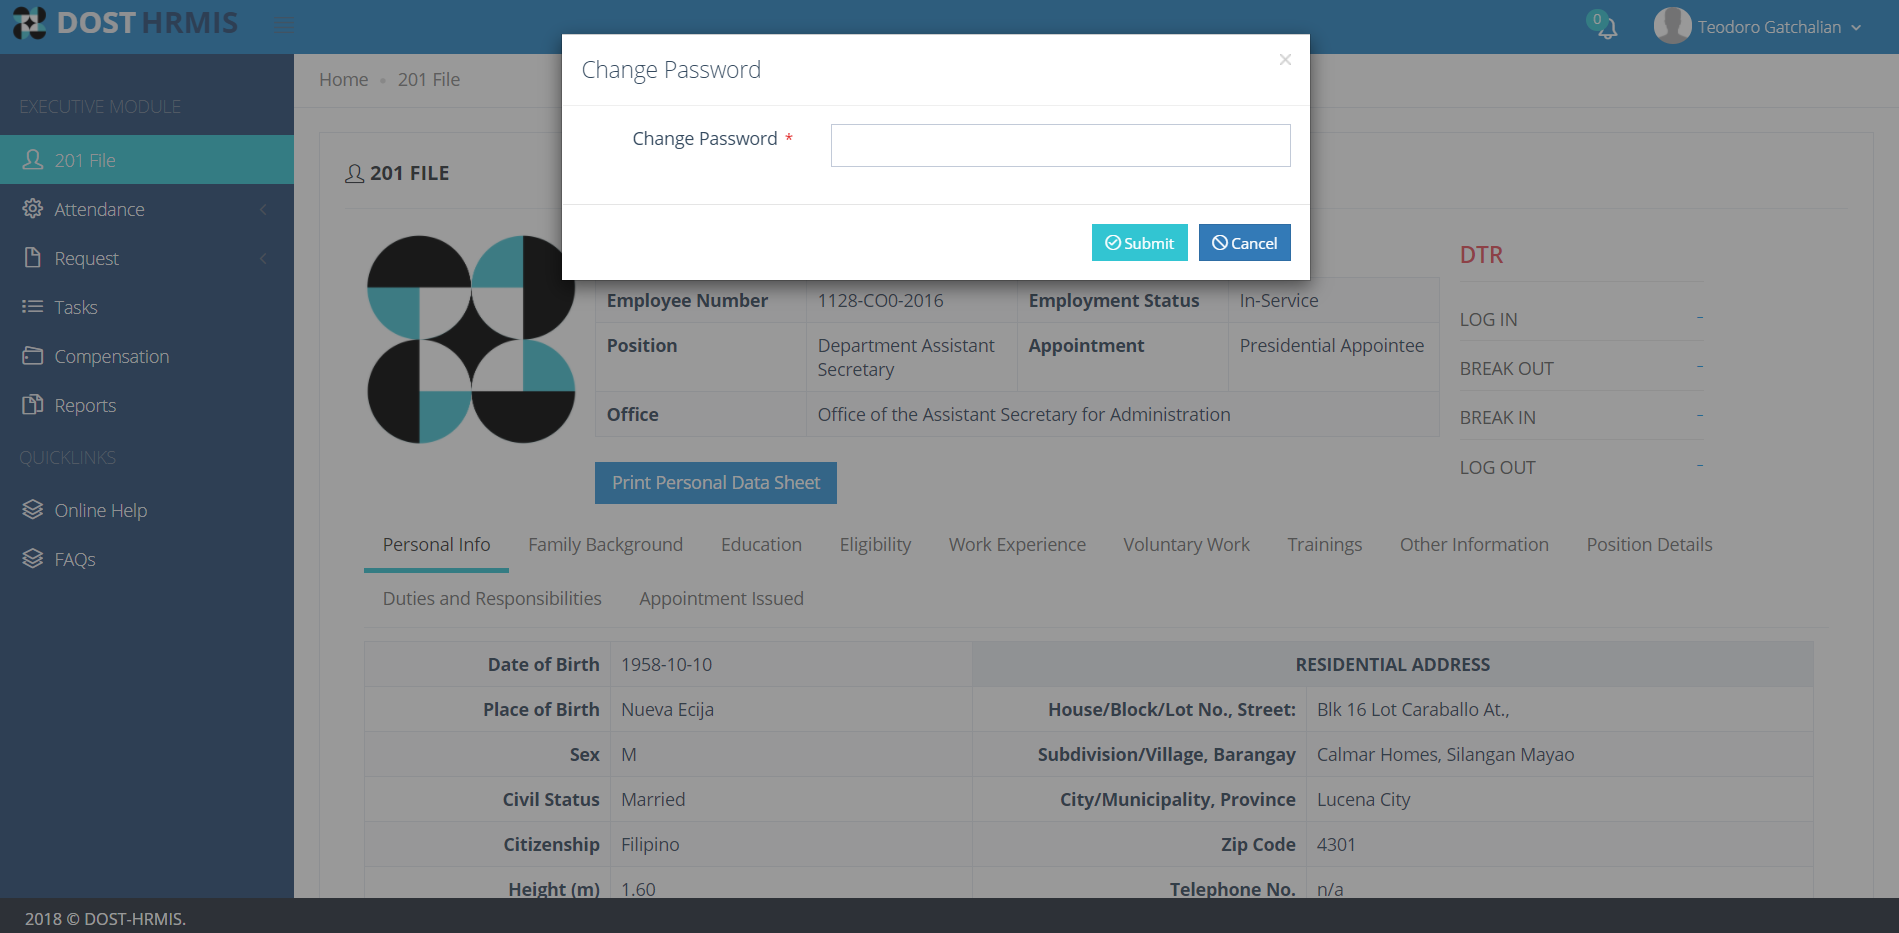 DOST HRMIS
0
Teodoro Gatchalian
Change Password
×
Change Password *
Submit
Cancel
Home • 201 File
EXECUTIVE MODULE
201 File
Attendance
Request
Tasks
Compensation
Reports
QUICKLINKS
Online Help
FAQs
201 FILE
Employee Number 1128-CO0-2016 Employment Status In-Service
Position Department Assistant Secretary Appointment Presidential Appointee
Office Office of the Assistant Secretary for Administration
Print Personal Data Sheet
DTR
LOG IN –
BREAK OUT –
BREAK IN –
LOG OUT –
Personal Info Family Background Education Eligibility Work Experience Voluntary Work Trainings Other Information Position Details
Duties and Responsibilities Appointment Issued
Date of Birth 1958-10-10 RESIDENTIAL ADDRESS
Place of Birth Nueva Ecija House/Block/Lot No., Street: Blk 16 Lot Caraballo At.,
Sex M Subdivision/Village, Barangay Calmar Homes, Silangan Mayao
Civil Status Married City/Municipality, Province Lucena City
Citizenship Filipino Zip Code 4301
Height (m) 1.60 Telephone No. n/a
2018 © DOST-HRMIS.